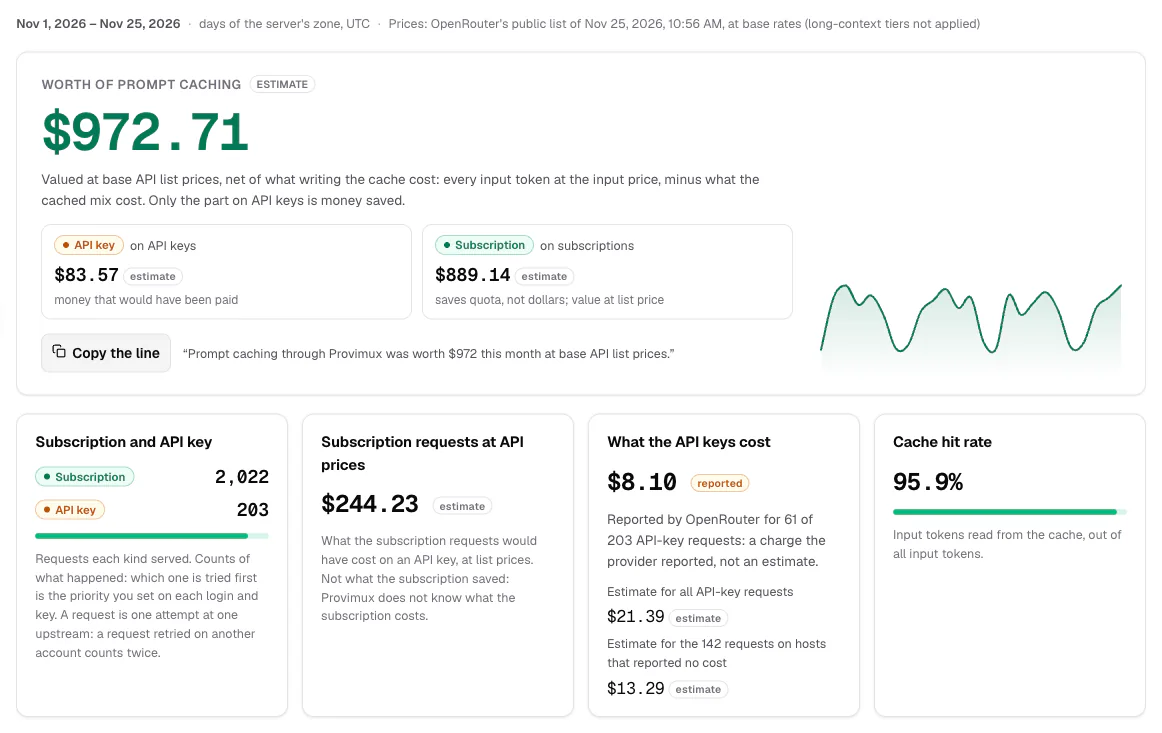 Nov 1, 2026 – Nov 25, 2026 · days of the server's zone, UTC · Prices: OpenRouter's public list of Nov 25, 2026, 10:56 AM, at base rates (long-context tiers not applied)
WORTH OF PROMPT CACHING ESTIMATE
$972.71
Valued at base API list prices, net of what writing the cache cost: every input token at the input price, minus what the
cached mix cost. Only the part on API keys is money saved.
API key on API keys
$83.57 estimate
money that would have been paid
Subscription on subscriptions
$889.14 estimate
saves quota, not dollars; value at list price
Copy the line “Prompt caching through Provimux was worth $972 this month at base API list prices.”
Subscription and API key
Subscription 2,022
API key 203
Requests each kind served. Counts of
what happened: which one is tried first
is the priority you set on each login and
key. A request is one attempt at one
upstream: a request retried on another
account counts twice.
Subscription requests at API
prices
$244.23 estimate
What the subscription requests would
have cost on an API key, at list prices.
Not what the subscription saved:
Provimux does not know what the
subscription costs.
What the API keys cost
$8.10 reported
Reported by OpenRouter for 61 of
203 API-key requests: a charge the
provider reported, not an estimate.
Estimate for all API-key requests
$21.39 estimate
Estimate for the 142 requests on hosts
that reported no cost
$13.29 estimate
Cache hit rate
95.9%
Input tokens read from the cache, out of
all input tokens.